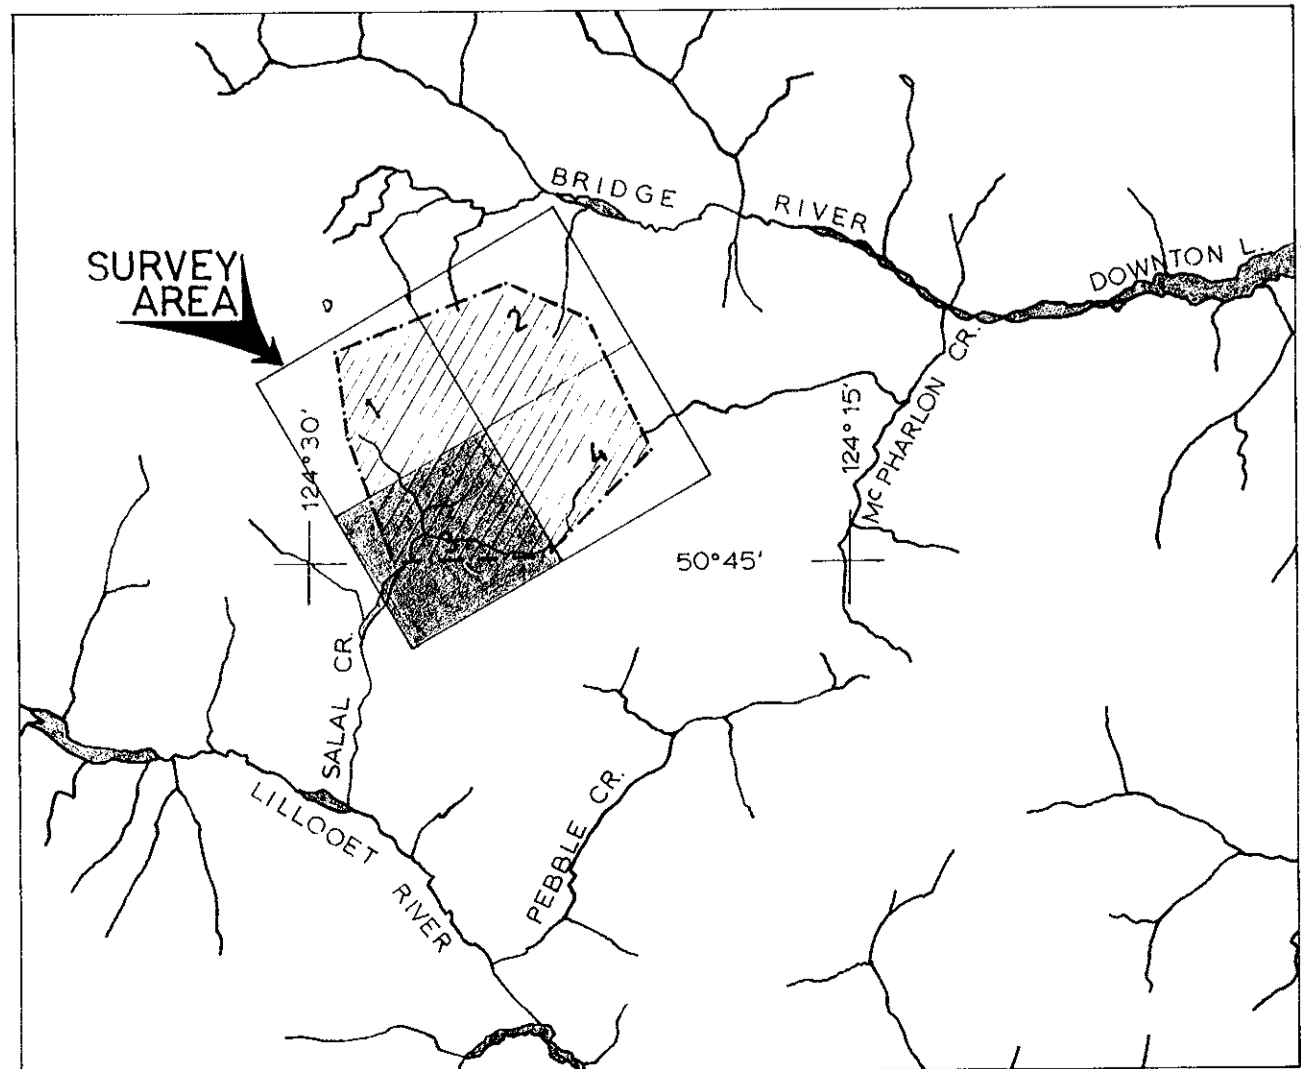 BRIDGE RIVER
SURVEY
AREA
DOWNTON L.
2
1
4
124° 30'
124° 15'
McPHARLON CR.
50°45'
SALAL CR.
LILLOOET RIVER
PEBBLE CR.